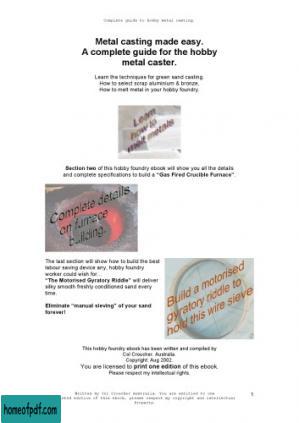 Complete guide to hobby metal casting
Metal casting made easy.
A complete guide for the hobby
metal caster.
Learn the techniques for green sand casting.
How to select scrap aluminium & bronze.
How to melt metal in your hobby foundry.
Learn
how to
melt metals
Section two of this hobby foundry ebook will show you all the details
and complete specifications to build a "Gas Fired Crucible Furnace".
Complete details
on furnace
building.
The last section will show how to build the best
labour saving device any, hobby foundry
worker could wish for...
"The Motorised Gyratory Riddle" will deliver
silky smooth freshly conditioned sand every
time.
Eliminate "manual sieving" of your sand
forever!
Build a motorised
gyratory riddle to
hold this wire sieve
This hobby foundry ebook has been written and compiled by
Col Croucher. Australia.
Copyright: Aug 2002.
You are licensed to print one edition of this ebook.
Please respect my intellectual rights.
Written by Col Croucher Australia. You are entitled to one
edition of this ebook, please respect my copyright and intellectual
Property.
homeofpdf.com